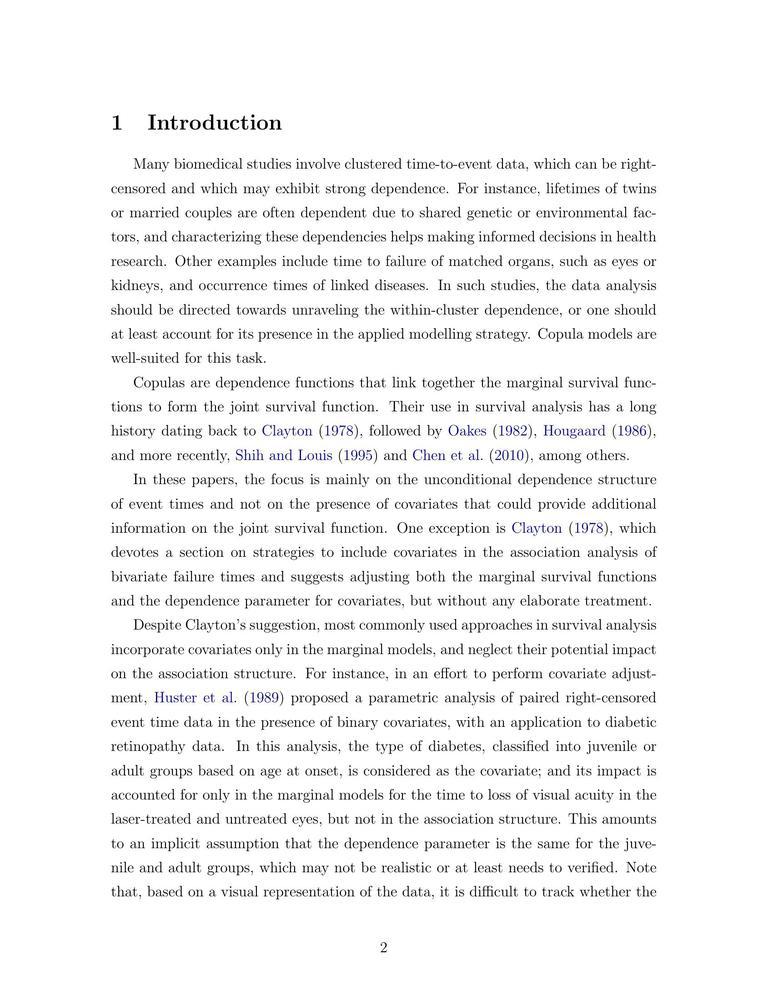 1 Introduction
Many biomedical studies involve clustered time-to-event data, which can be right-
censored and which may exhibit strong dependence. For instance, lifetimes of twins
or married couples are often dependent due to shared genetic or environmental fac-
tors, and characterizing these dependencies helps making informed decisions in health
research. Other examples include time to failure of matched organs, such as eyes or
kidneys, and occurrence times of linked diseases. In such studies, the data analysis
should be directed towards unraveling the within-cluster dependence, or one should
at least account for its presence in the applied modelling strategy. Copula models are
well-suited for this task.
Copulas are dependence functions that link together the marginal survival func-
tions to form the joint survival function. Their use in survival analysis has a long
history dating back to Clayton (1978), followed by Oakes (1982), Hougaard (1986),
and more recently, Shih and Louis (1995) and Chen et al. (2010), among others.
In these papers, the focus is mainly on the unconditional dependence structure
of event times and not on the presence of covariates that could provide additional
information on the joint survival function. One exception is Clayton (1978), which
devotes a section on strategies to include covariates in the association analysis of
bivariate failure times and suggests adjusting both the marginal survival functions
and the dependence parameter for covariates, but without any elaborate treatment.
Despite Clayton's suggestion, most commonly used approaches in survival analysis
incorporate covariates only in the marginal models, and neglect their potential impact
on the association structure. For instance, in an effort to perform covariate adjust-
ment, Huster et al. (1989) proposed a parametric analysis of paired right-censored
event time data in the presence of binary covariates, with an application to diabetic
retinopathy data. In this analysis, the type of diabetes, classified into juvenile or
adult groups based on age at onset, is considered as the covariate; and its impact is
accounted for only in the marginal models for the time to loss of visual acuity in the
laser-treated and untreated eyes, but not in the association structure. This amounts
to an implicit assumption that the dependence parameter is the same for the juve-
nile and adult groups, which may not be realistic or at least needs to verified. Note
that, based on a visual representation of the data, it is difficult to track whether the
2